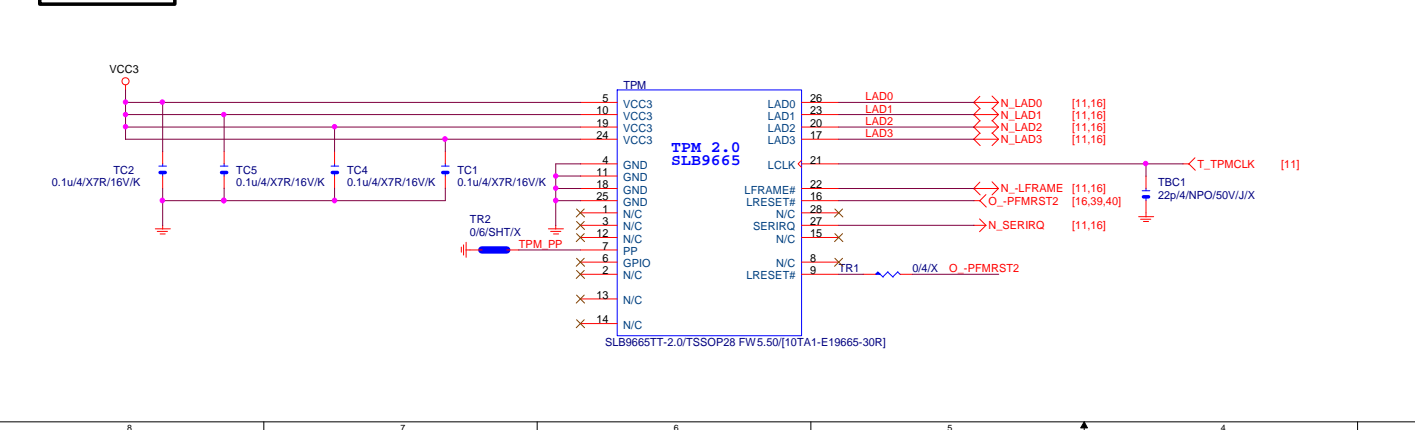 VCC3
TPM
5 VCC3
10 VCC3
19 VCC3
24 VCC3
4 GND
11 GND
18 GND
25 GND
1 N/C
3 N/C
12 N/C
7 PP
6 GPIO
2 N/C
13 N/C
14 N/C
TPM 2.0
SLB9665
LAD0 26 LAD0 N_LAD0 [11,16]
LAD1 23 LAD1 N_LAD1 [11,16]
LAD2 20 LAD2 N_LAD2 [11,16]
LAD3 17 LAD3 N_LAD3 [11,16]
LCLK 21 T_TPMCLK [11]
LFRAME# 22 N_-LFRAME [11,16]
LRESET# 16 O_-PFMRST2 [16,39,40]
N/C 28
SERIRQ 27 N_SERIRQ [11,16]
N/C 15
N/C 8
LRESET# 9 TR1 0/4/X O_-PFMRST2
TC2
0.1u/4/X7R/16V/K
TC5
0.1u/4/X7R/16V/K
TC4
0.1u/4/X7R/16V/K
TC1
0.1u/4/X7R/16V/K
TBC1
22p/4/NPO/50V/J/X
TR2
0/6/SHT/X
TPM_PP
SLB9665TT-2.0/TSSOP28 FW5.50/[10TA1-E19665-30R]
8 7 6 5 4